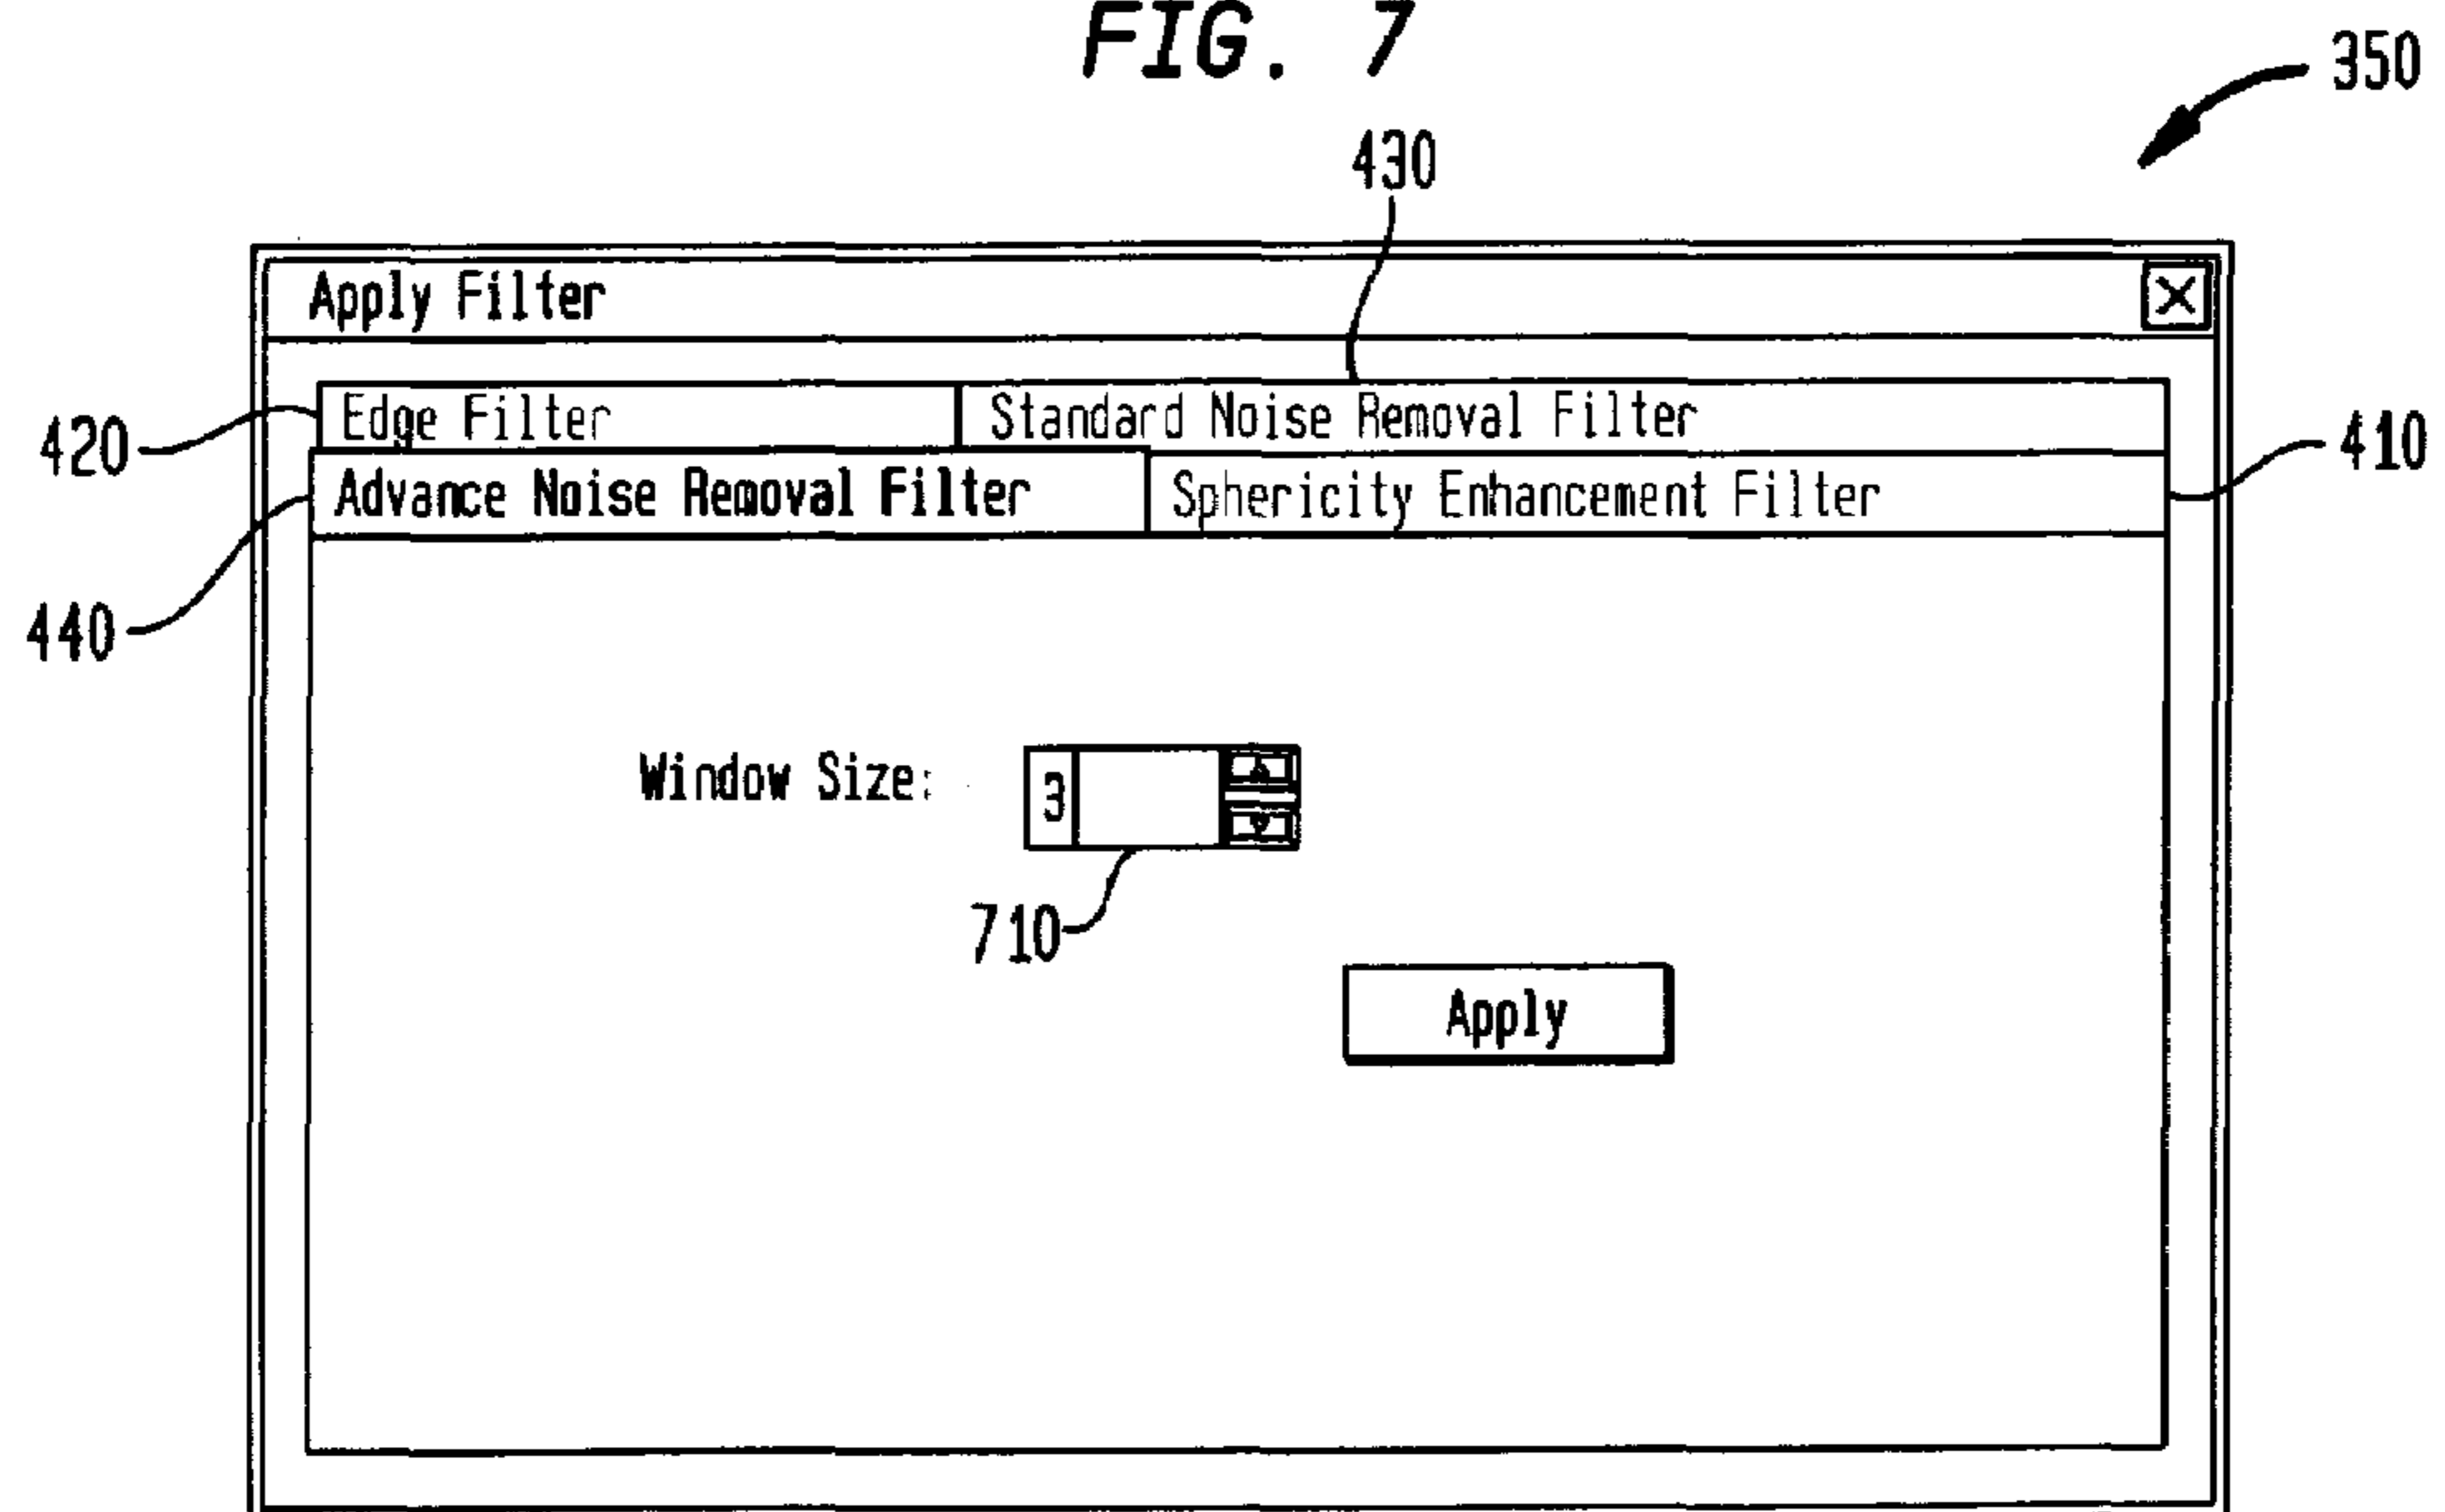 FIG. 7
350
430
Apply Filter
420
Edge Filter
Standard Noise Removal Filter
410
440
Advance Noise Removal Filter
Sphericity Enhancement Filter
Window Size:
3
710
Apply